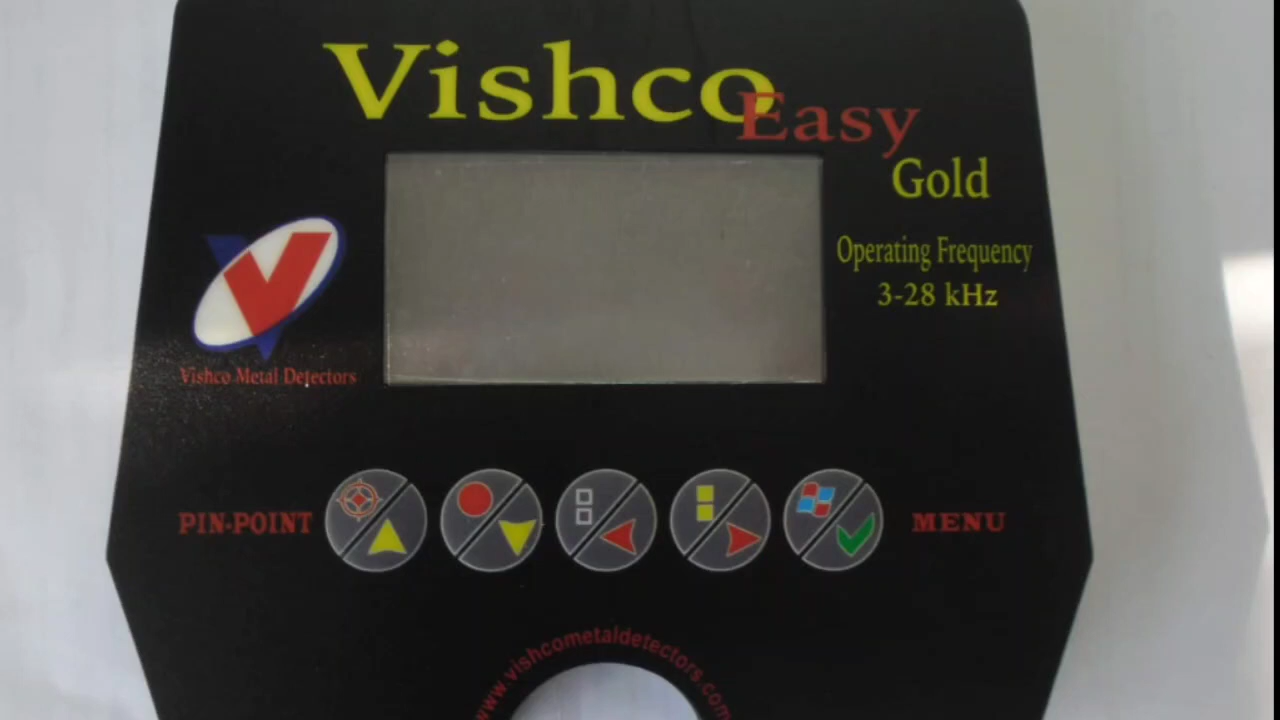 Vishco
Easy
Gold
Operating Frequency
3-28 kHz
V
Vishco Metal Detectors
PIN-POINT
MENU
www.vishcometaldetectors.com